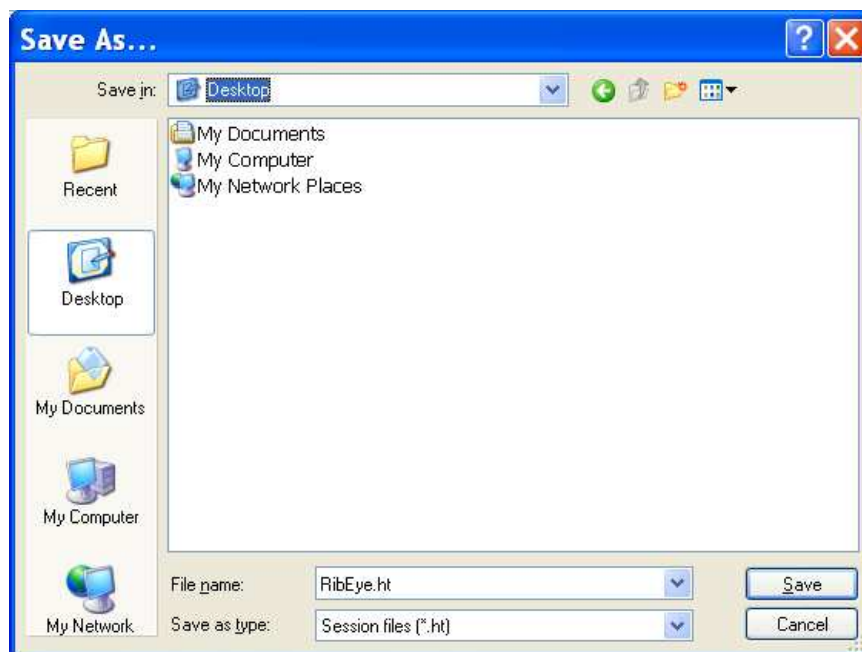 Save As...
Save in: Desktop
My Documents
My Computer
My Network Places
Recent
Desktop
My Documents
My Computer
My Network
File name: RibEye.ht Save
Save as type: Session files (*.ht) Cancel